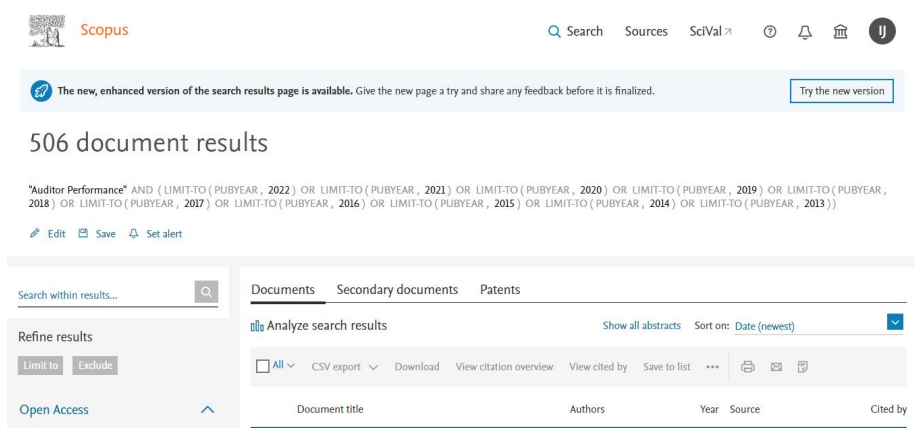 Scopus
Search Sources SciVal
IJ
The new, enhanced version of the search results page is available. Give the new page a try and share any feedback before it is finalized.
Try the new version
506 document results
"Auditor Performance" AND ( LIMIT-TO ( PUBYEAR , 2022 ) OR LIMIT-TO ( PUBYEAR , 2021 ) OR LIMIT-TO ( PUBYEAR , 2020 ) OR LIMIT-TO ( PUBYEAR , 2019 ) OR LIMIT-TO ( PUBYEAR ,
2018 ) OR LIMIT-TO ( PUBYEAR , 2017 ) OR LIMIT-TO ( PUBYEAR , 2016 ) OR LIMIT-TO ( PUBYEAR , 2015 ) OR LIMIT-TO ( PUBYEAR , 2014 ) OR LIMIT-TO ( PUBYEAR , 2013 ) )
Edit Save Set alert
Search within results...
Refine results
Limit to Exclude
Open Access
Documents Secondary documents Patents
Analyze search results Show all abstracts Sort on: Date (newest)
All CSV export Download View citation overview View cited by Save to list •••
Document title Authors Year Source Cited by